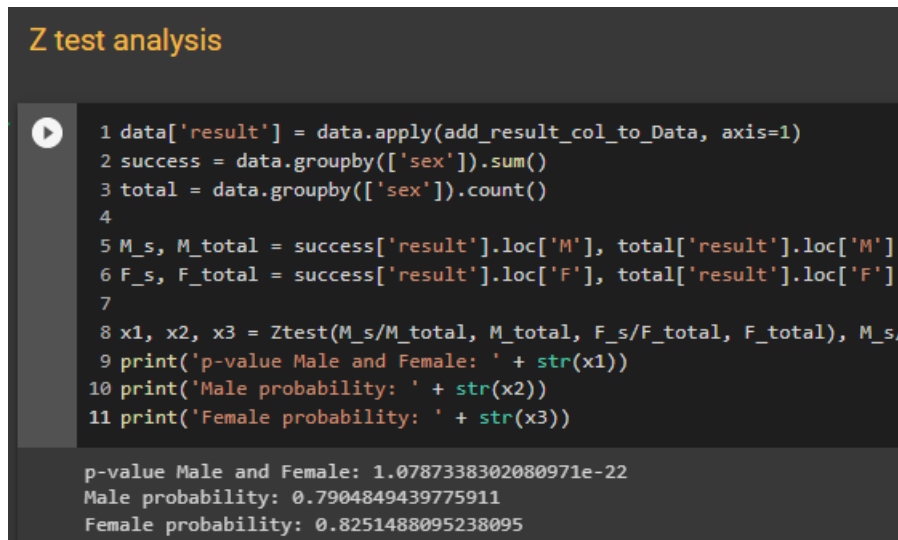 Z test analysis
1 data['result'] = data.apply(add_result_col_to_Data, axis=1)
2 success = data.groupby(['sex']).sum()
3 total = data.groupby(['sex']).count()
4
5 M_s, M_total = success['result'].loc['M'], total['result'].loc['M']
6 F_s, F_total = success['result'].loc['F'], total['result'].loc['F']
7
8 x1, x2, x3 = Ztest(M_s/M_total, M_total, F_s/F_total, F_total), M_s/
9 print('p-value Male and Female: ' + str(x1))
10 print('Male probability: ' + str(x2))
11 print('Female probability: ' + str(x3))
p-value Male and Female: 1.0787338302080971e-22
Male probability: 0.7904849439775911
Female probability: 0.8251488095238095